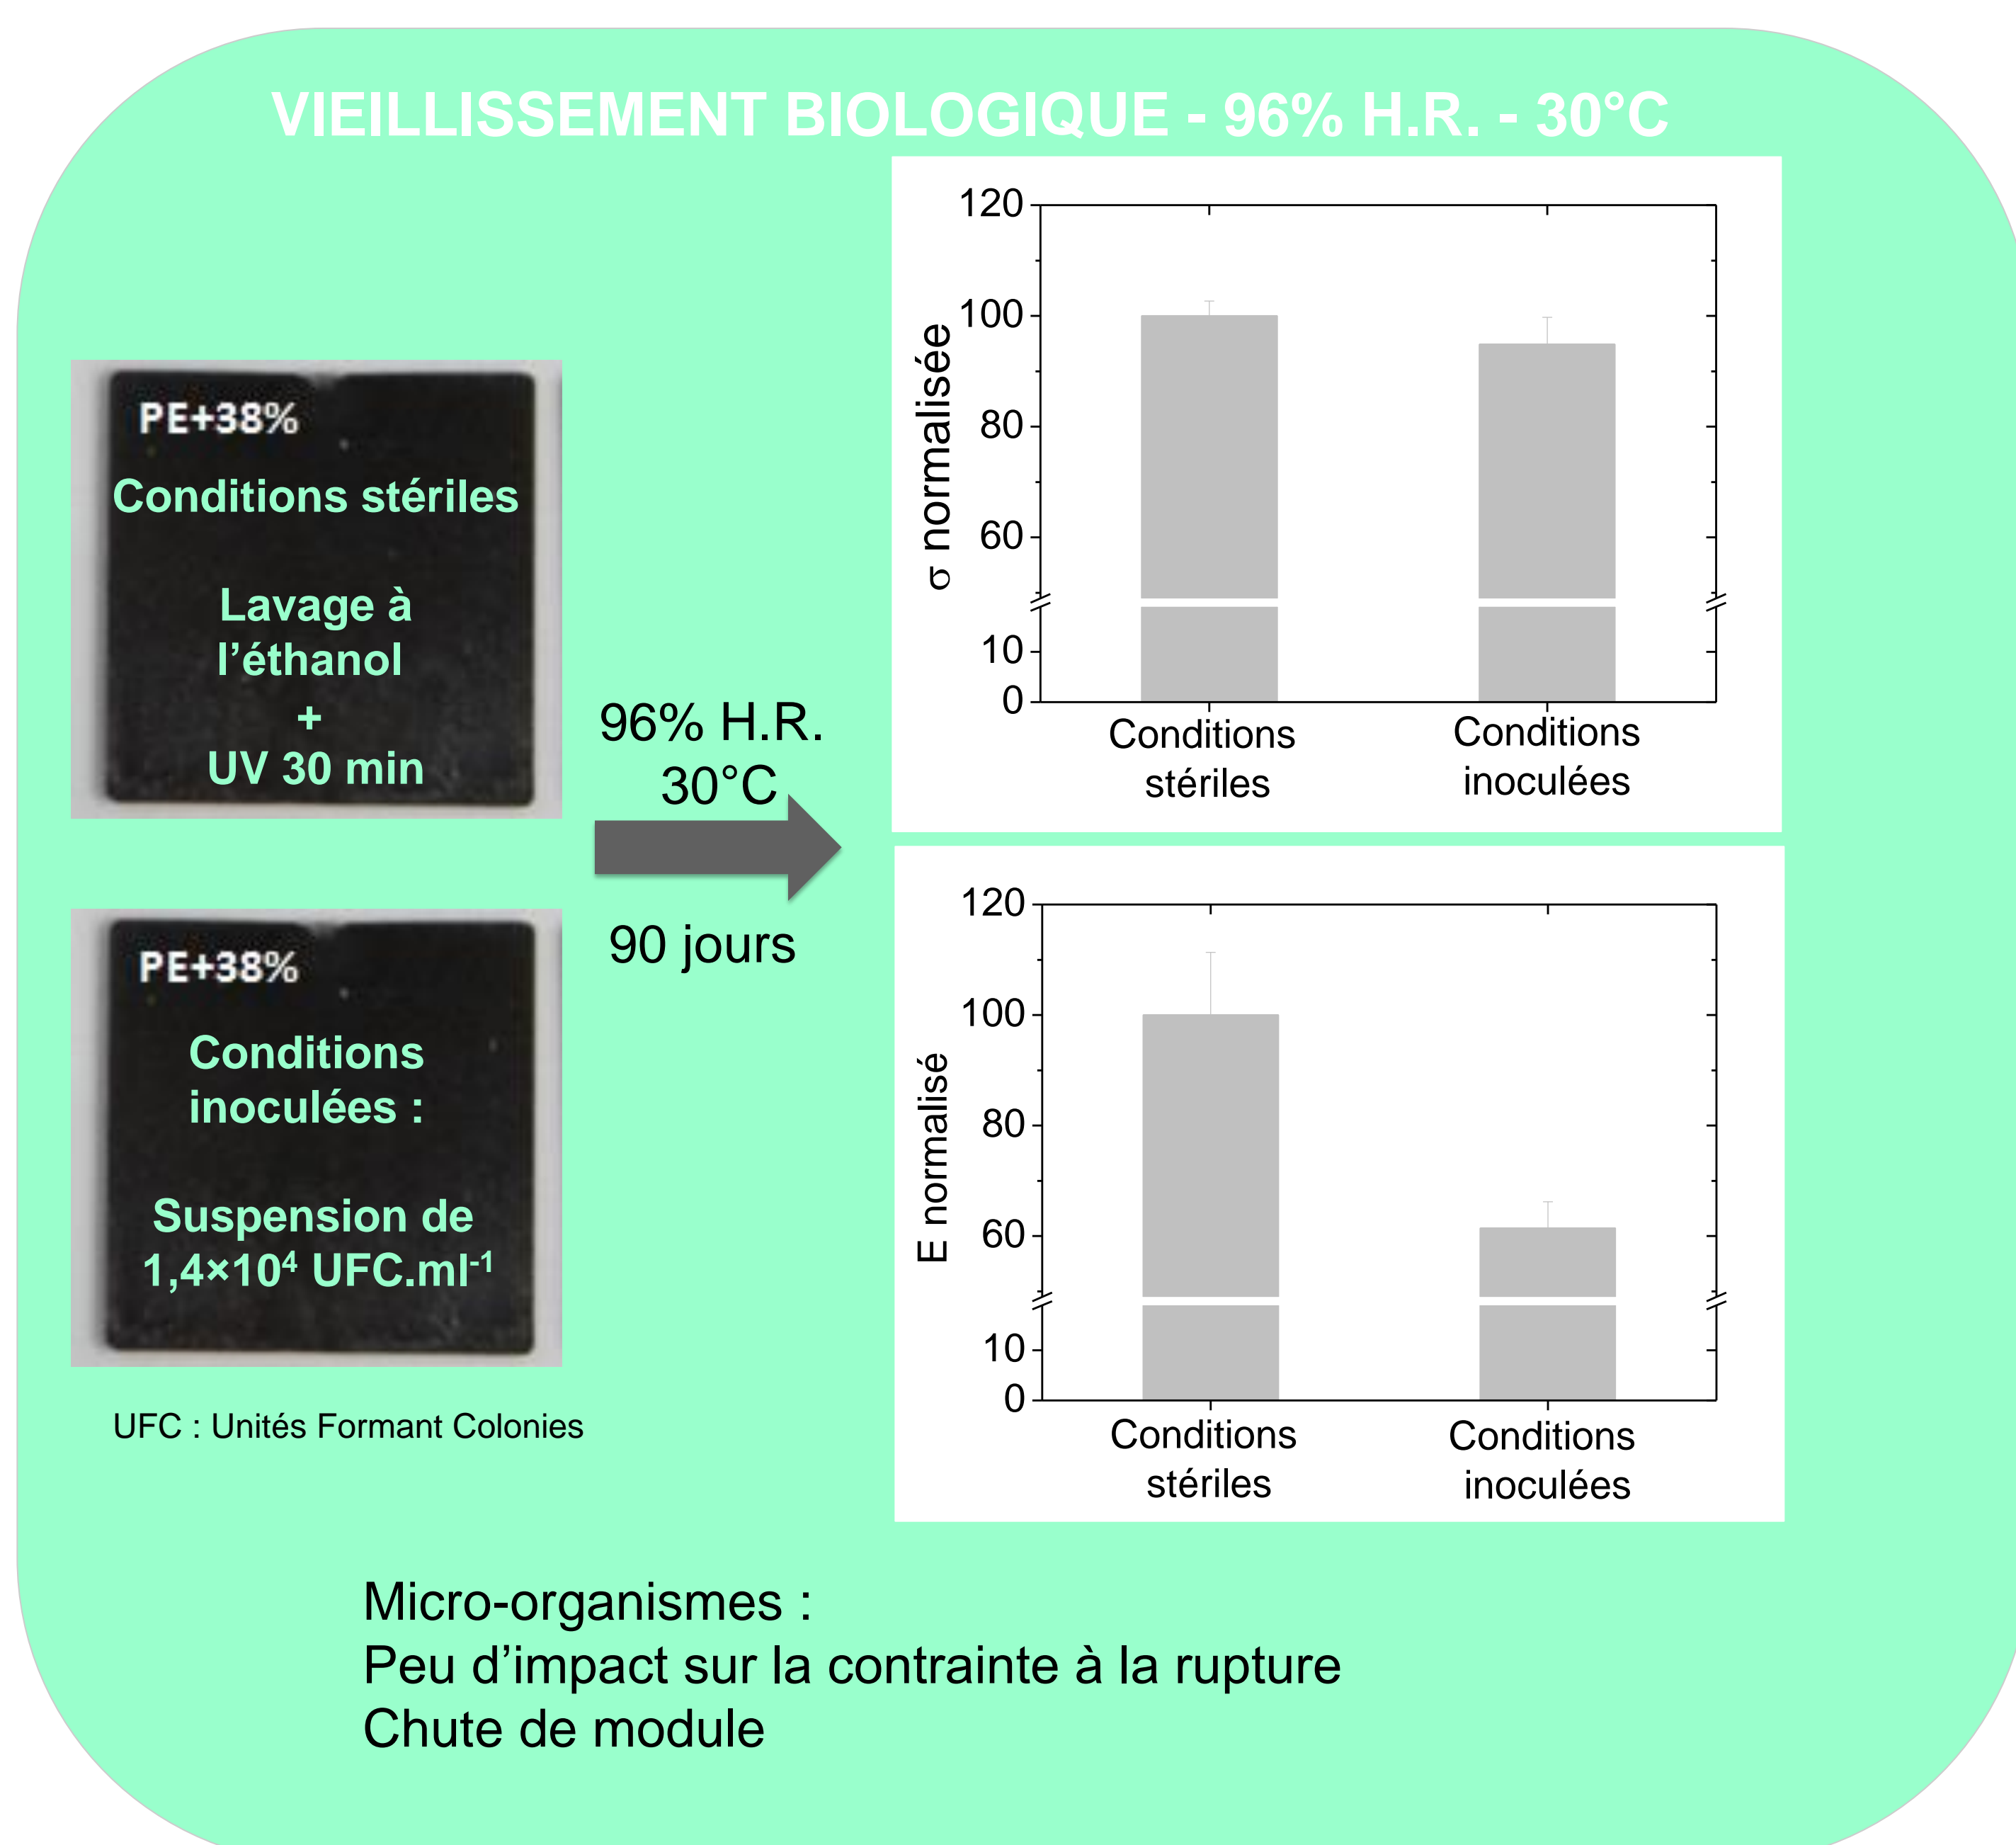 VIEILLISSEMENT BIOLOGIQUE - 96% H.R. - 30°C
PE+38%
Conditions stériles
Lavage à
l’éthanol
+
UV 30 min
PE+38%
Conditions
inoculées :
Suspension de
1,4×10⁴ UFC.ml⁻¹
UFC : Unités Formant Colonies
96% H.R.
30°C
90 jours
σ normalisée
120
100
80
60
10
0
Conditions
stériles
Conditions
inoculées
E normalisé
120
100
80
60
10
0
Conditions
stériles
Conditions
inoculées
Micro-organismes :
Peu d’impact sur la contrainte à la rupture
Chute de module